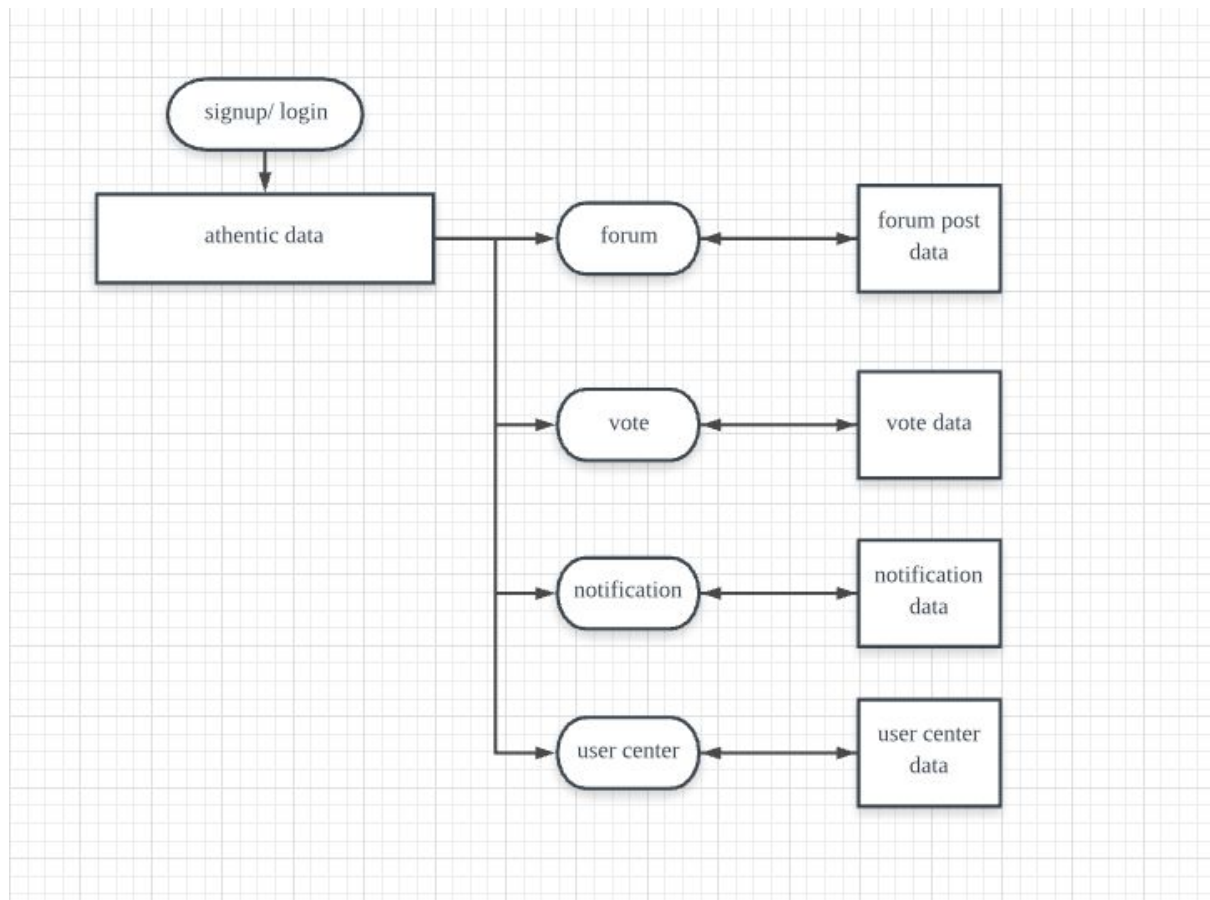 signup/ login
athentic data
forum
forum post
data
vote
vote data
notification
notification
data
user center
user center
data